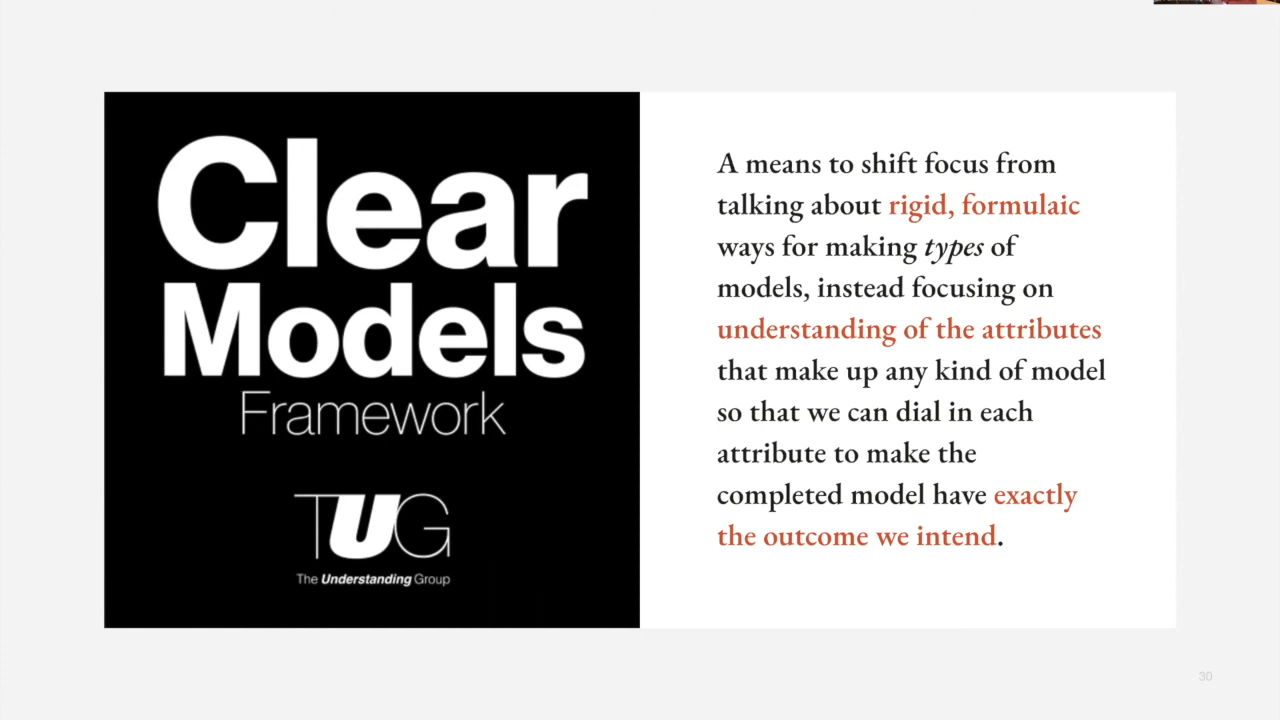 Clear
Models
Framework
TUG
The Understanding Group
A means to shift focus from
talking about rigid, formulaic
ways for making types of
models, instead focusing on
understanding of the attributes
that make up any kind of model
so that we can dial in each
attribute to make the
completed model have exactly
the outcome we intend.
30